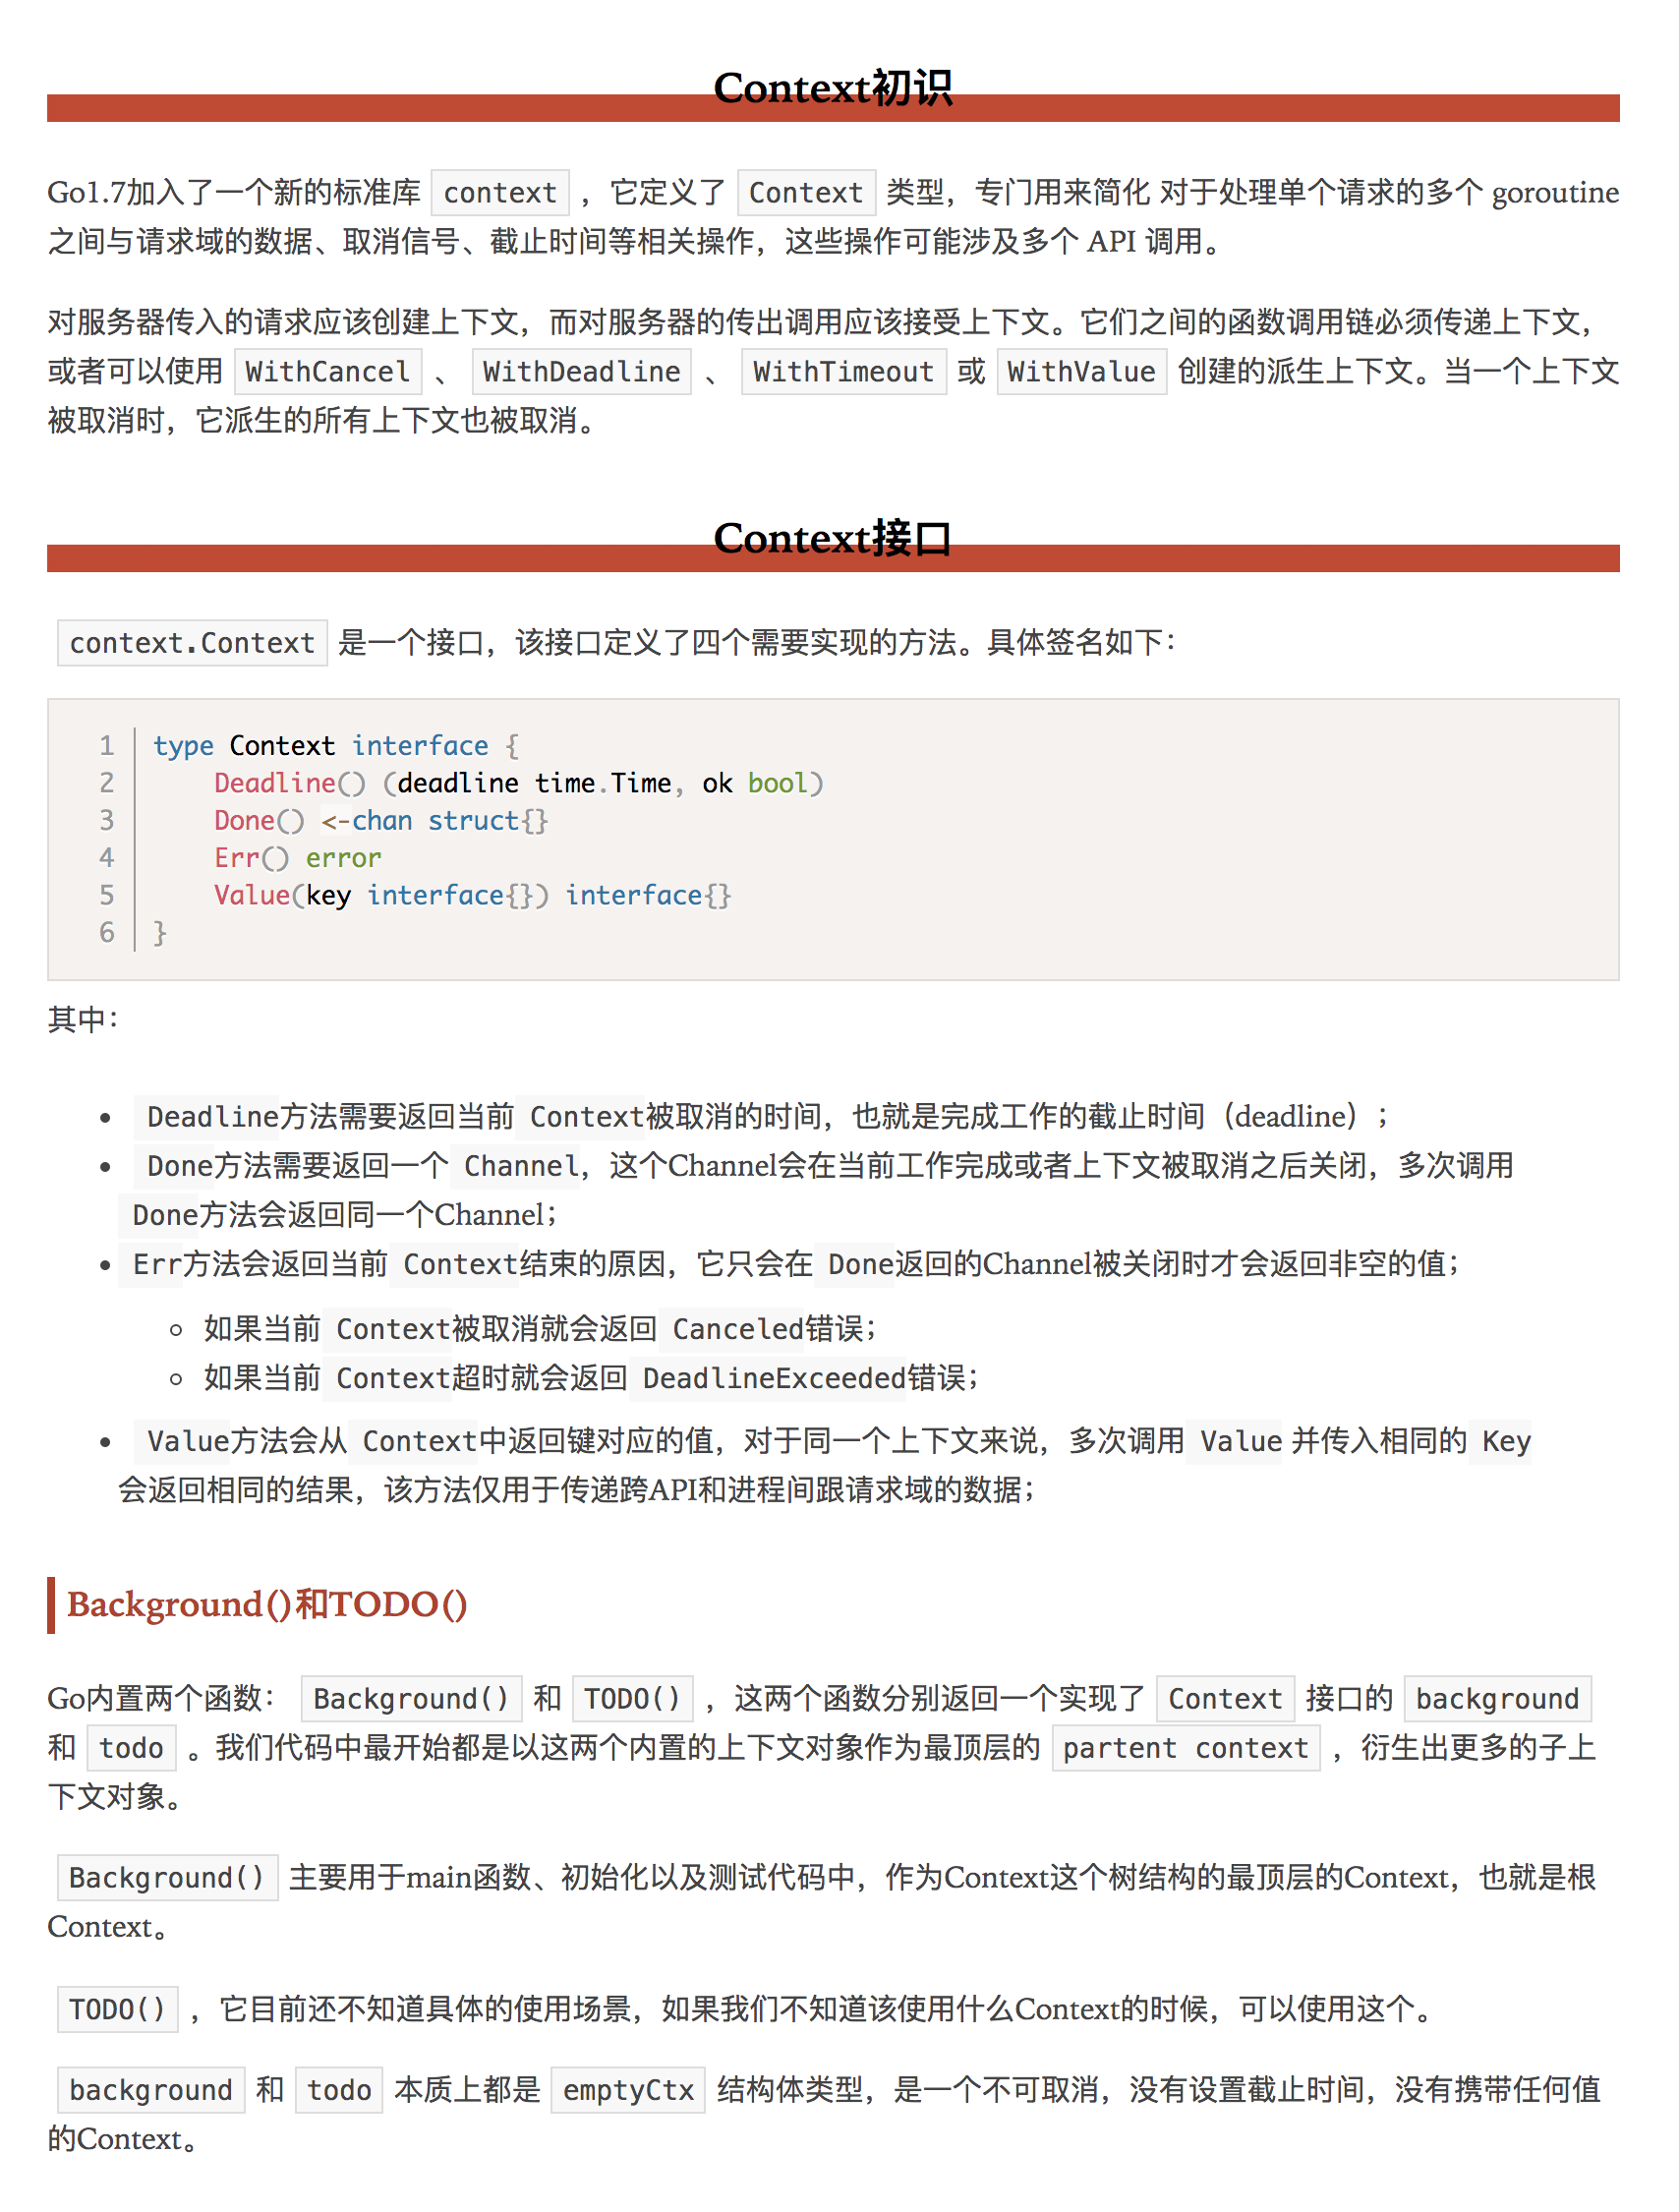 Context初识
Go1.7加入了一个新的标准库 context ，它定义了 Context 类型，专门用来简化 对于处理单个请求的多个 goroutine
之间与请求域的数据、取消信号、截止时间等相关操作，这些操作可能涉及多个 API 调用。
对服务器传入的请求应该创建上下文，而对服务器的传出调用应该接受上下文。它们之间的函数调用链必须传递上下文，
或者可以使用 WithCancel 、 WithDeadline 、 WithTimeout 或 WithValue 创建的派生上下文。当一个上下文
被取消时，它派生的所有上下文也被取消。
Context接口
context.Context 是一个接口，该接口定义了四个需要实现的方法。具体签名如下：
1 type Context interface {
2     Deadline() (deadline time.Time, ok bool)
3     Done() <-chan struct{}
4     Err() error
5     Value(key interface{}) interface{}
6 }
其中：
• Deadline方法需要返回当前 Context被取消的时间，也就是完成工作的截止时间（deadline）；
• Done方法需要返回一个 Channel，这个Channel会在当前工作完成或者上下文被取消之后关闭，多次调用
Done方法会返回同一个Channel；
• Err方法会返回当前 Context结束的原因，它只会在 Done返回的Channel被关闭时才会返回非空的值；
◦ 如果当前 Context被取消就会返回 Canceled错误；
◦ 如果当前 Context超时就会返回 DeadlineExceeded错误；
• Value方法会从 Context中返回键对应的值，对于同一个上下文来说，多次调用 Value 并传入相同的 Key
会返回相同的结果，该方法仅用于传递跨API和进程间跟请求域的数据；
Background()和TODO()
Go内置两个函数： Background() 和 TODO() ，这两个函数分别返回一个实现了 Context 接口的 background
和 todo 。我们代码中最开始都是以这两个内置的上下文对象作为最顶层的 partent context ，衍生出更多的子上
下文对象。
Background() 主要用于main函数、初始化以及测试代码中，作为Context这个树结构的最顶层的Context，也就是根
Context。
TODO() ，它目前还不知道具体的使用场景，如果我们不知道该使用什么Context的时候，可以使用这个。
background 和 todo 本质上都是 emptyCtx 结构体类型，是一个不可取消，没有设置截止时间，没有携带任何值
的Context。